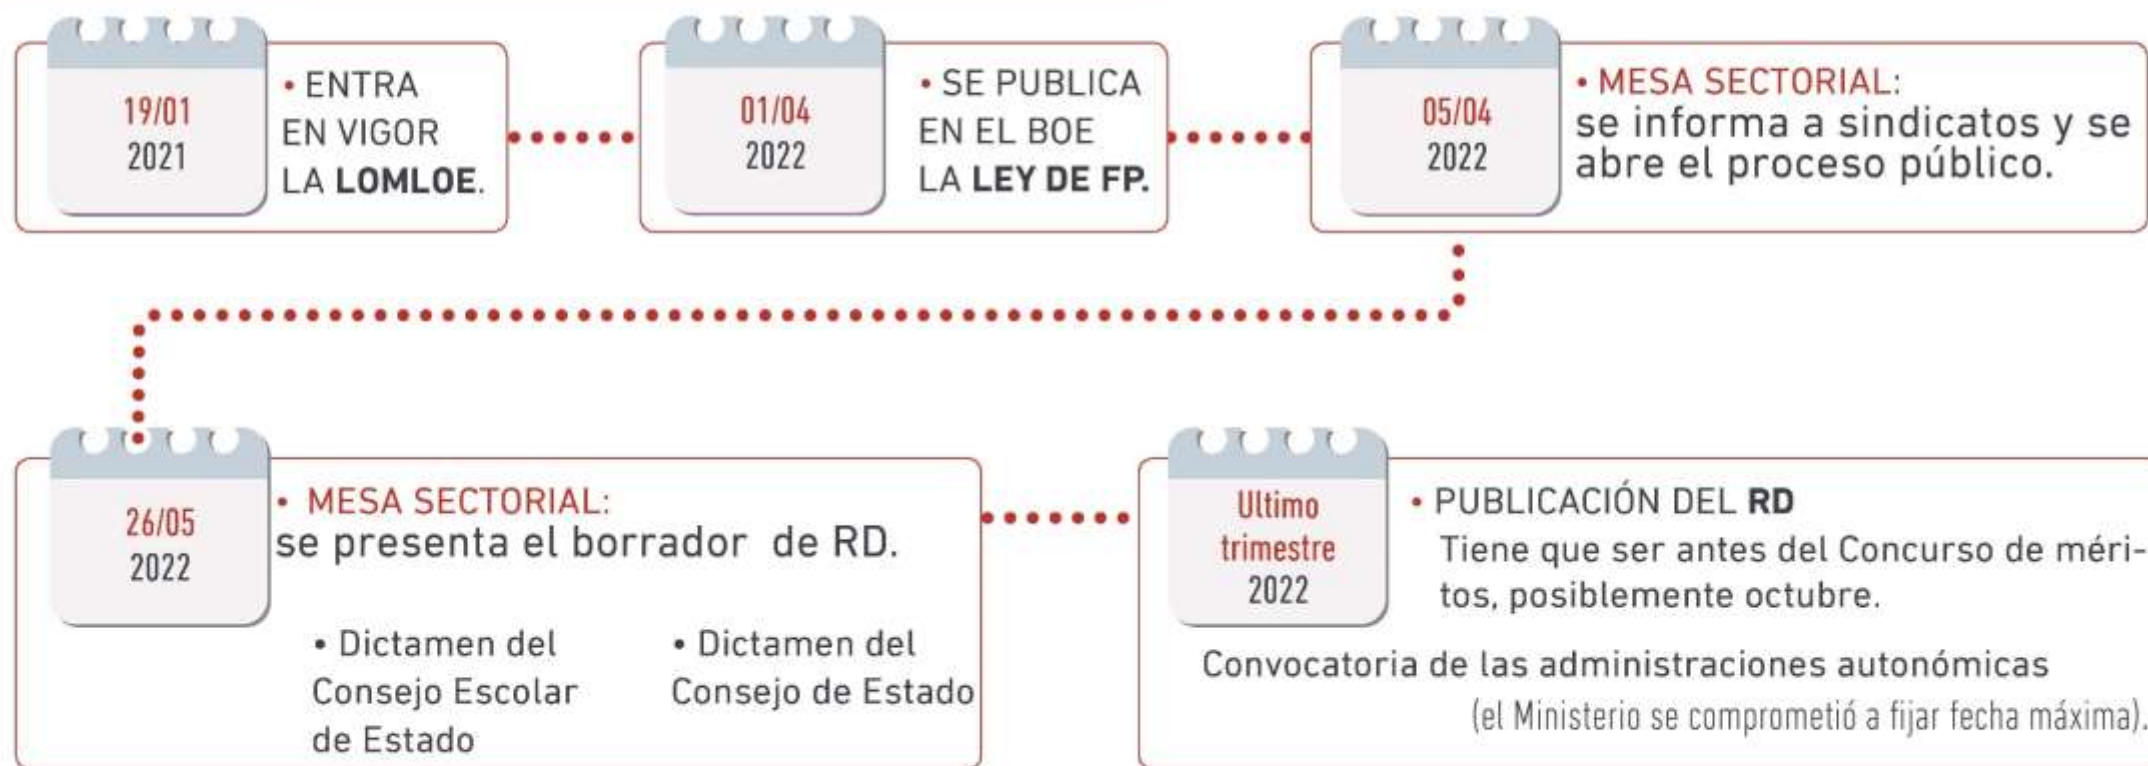 19/01
2021
• ENTRA
EN VIGOR
LA LOMLOE.
01/04
2022
• SE PUBLICA
EN EL BOE
LA LEY DE FP.
05/04
2022
• MESA SECTORIAL:
se informa a sindicatos y se
abre el proceso público.
26/05
2022
• MESA SECTORIAL:
se presenta el borrador de RD.
• Dictamen del
Consejo Escolar
de Estado
• Dictamen del
Consejo de Estado
Ultimo
trimestre
2022
• PUBLICACIÓN DEL RD
Tiene que ser antes del Concurso de méri-
tos, posiblemente octubre.
Convocatoria de las administraciones autonómicas
(el Ministerio se comprometió a fijar fecha máxima).